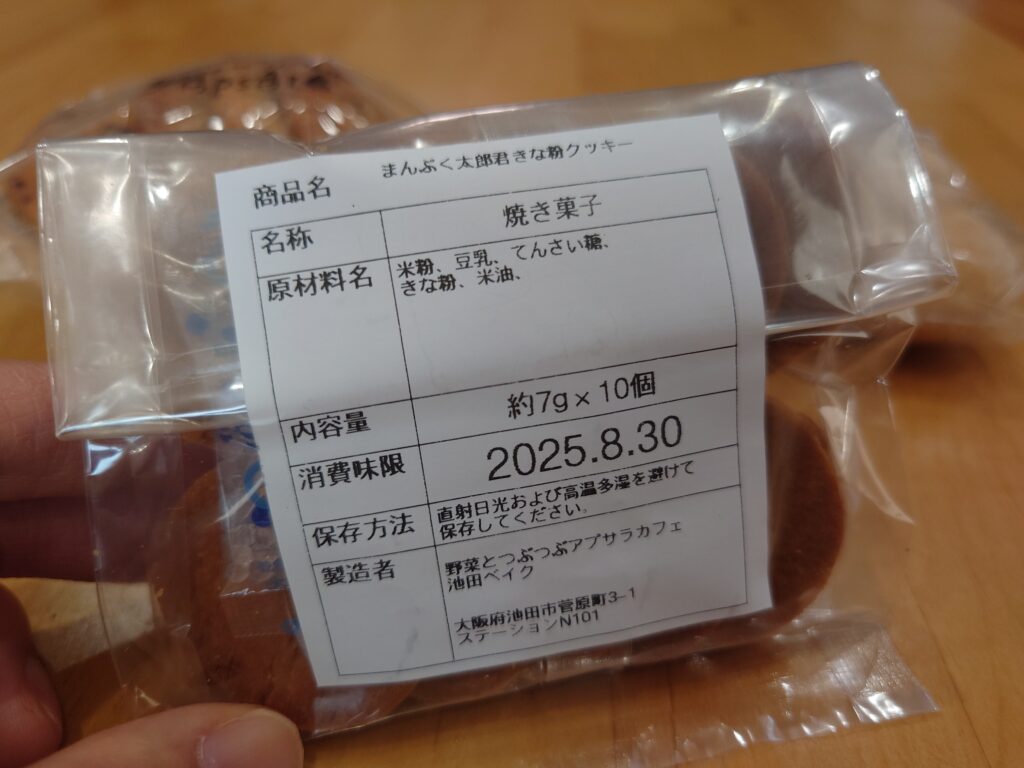 商品名 まんぷく太郎君きな粉クッキー
名称 焼き菓子
原材料名 米粉、豆乳、てんさい糖、
きな粉、米油、
内容量 約7g×10個
消費味限 2025.8.30
保存方法 直射日光および高温多湿を避けて
保存してください。
製造者 野菜とつぶつぶアプサラカフェ
池田ベイク
大阪府池田市菅原町3-1
ステーションN101